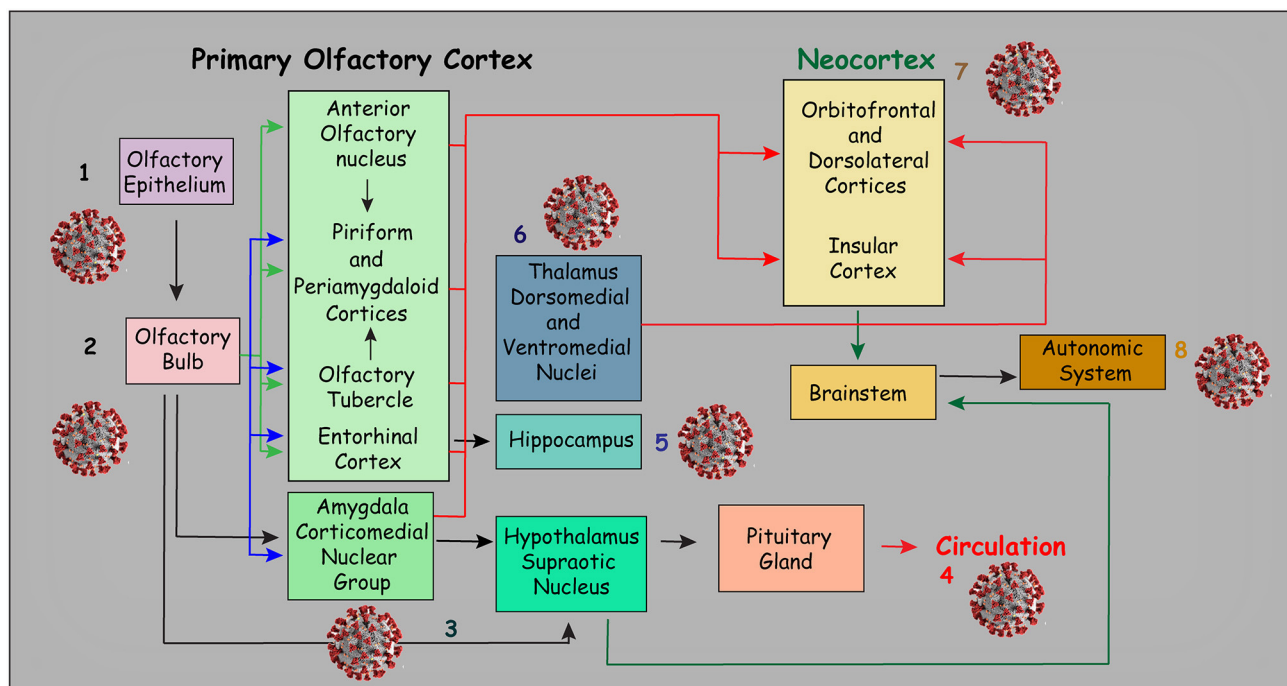 Primary Olfactory Cortex
Neocortex
7
Anterior
Olfactory
nucleus
Piriform
and
Periamygdaloid
Cortices
Olfactory
Tubercle
Entorhinal
Cortex
Orbitofrontal
and
Dorsolateral
Cortices
Insular
Cortex
1
Olfactory
Epithelium
6
Thalamus
Dorsomedial
and
Ventromedial
Nuclei
2
Olfactory
Bulb
Autonomic
System
8
Brainstem
Hippocampus
5
Amygdala
Corticomedial
Nuclear
Group
Hypothalamus
Supraotic
Nucleus
Pituitary
Gland
Circulation
4
3